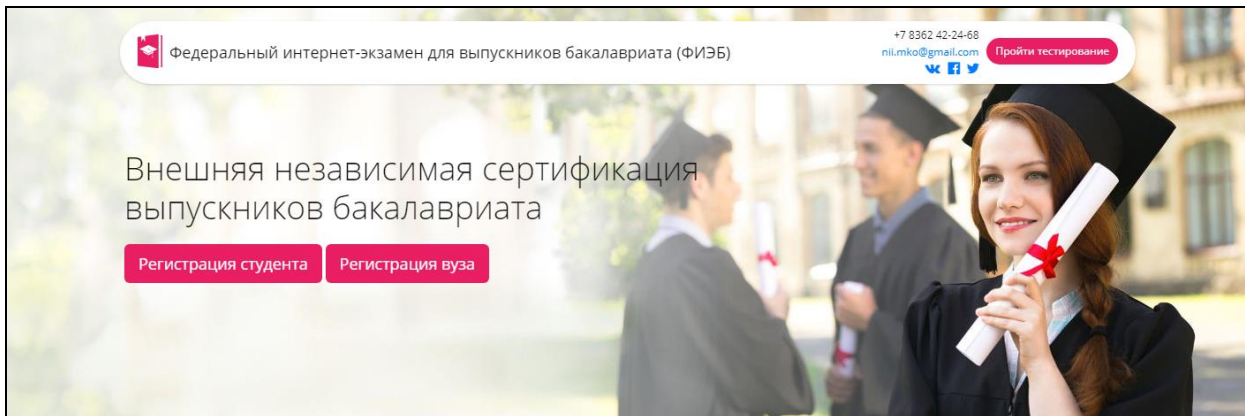 Федеральный интернет-экзамен для выпускников бакалавриата (ФИЭБ)
+7 8362 42-24-68
nii.mko@gmail.com
Пройти тестирование
Внешняя независимая сертификация
выпускников бакалавриата
Регистрация студента
Регистрация вуза